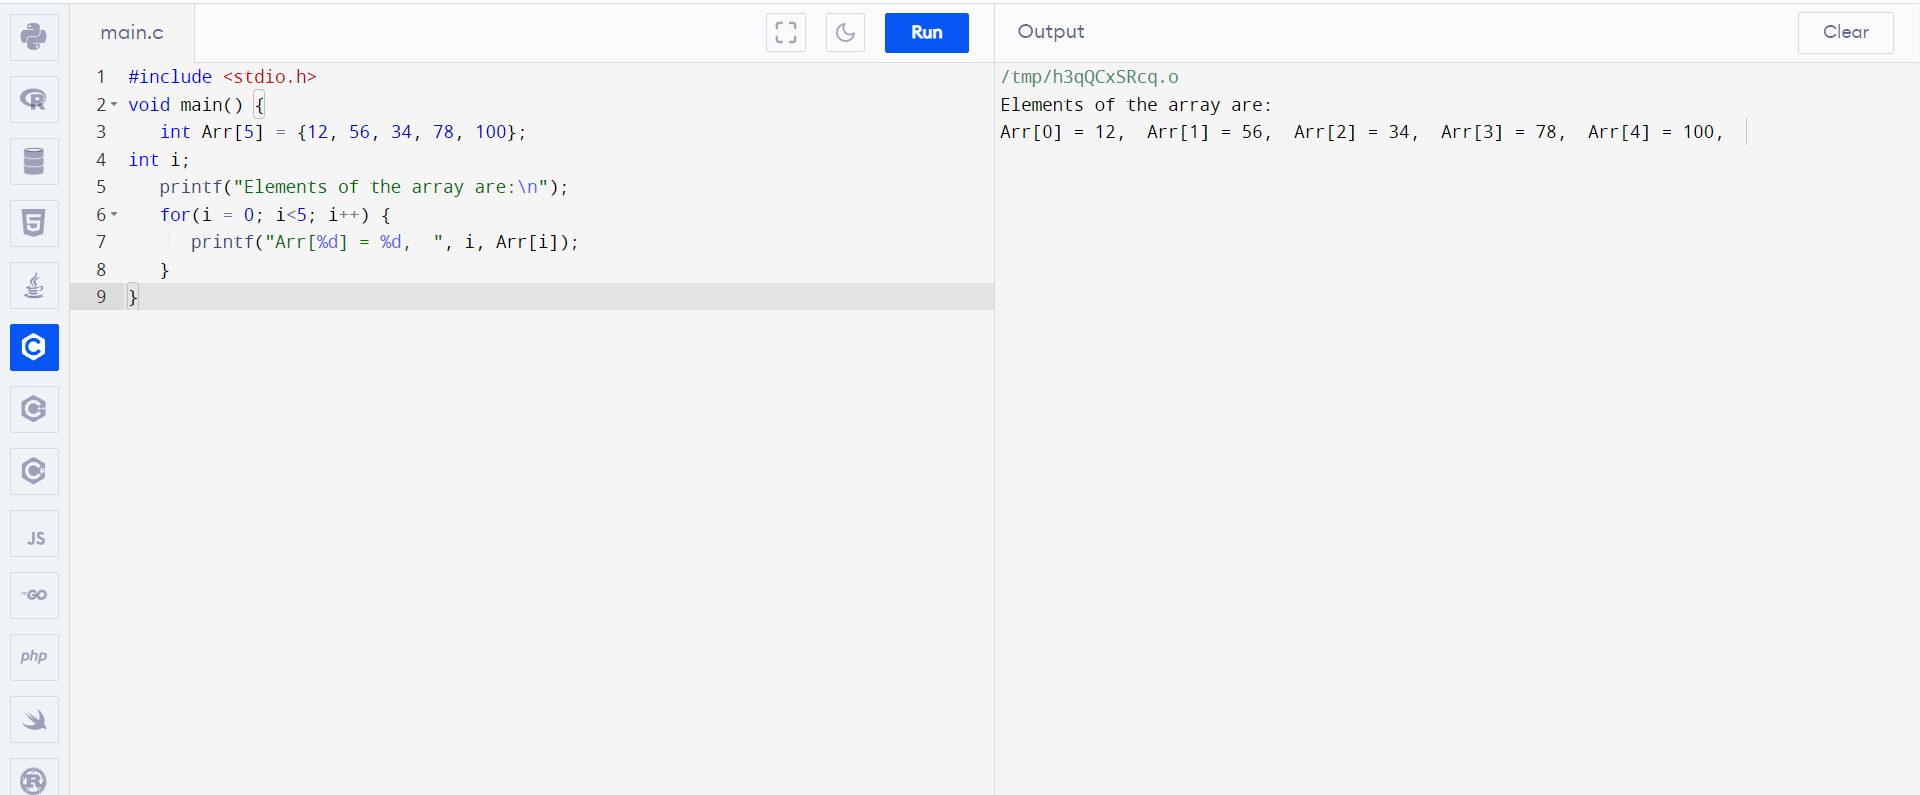 main.c
Run
Output
Clear
1 #include <stdio.h>
2 void main() {
3    int Arr[5] = {12, 56, 34, 78, 100};
4 int i;
5    printf("Elements of the array are:\n");
6    for(i = 0; i<5; i++) {
7       printf("Arr[%d] = %d,  ", i, Arr[i]);
8    }
9 }
/tmp/h3qQCxSRcq.o
Elements of the array are:
Arr[0] = 12,  Arr[1] = 56,  Arr[2] = 34,  Arr[3] = 78,  Arr[4] = 100,
R
5
C
C
C#
JS
GO
php
R